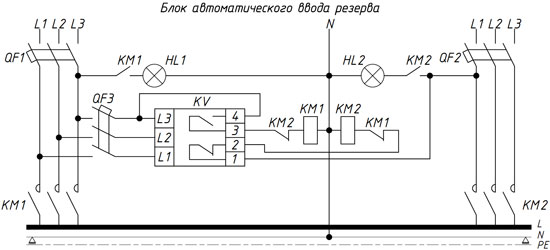 Блок автоматического ввода резерва
L1 L2 L3
N
L1 L2 L3
QF1
KM1
HL1
HL2
KM2
QF2
QF3
KV
L3
4
L2
3
L1
2
1
KM2
KM1
KM2
KM1
KM1
KM2
L
N
PE